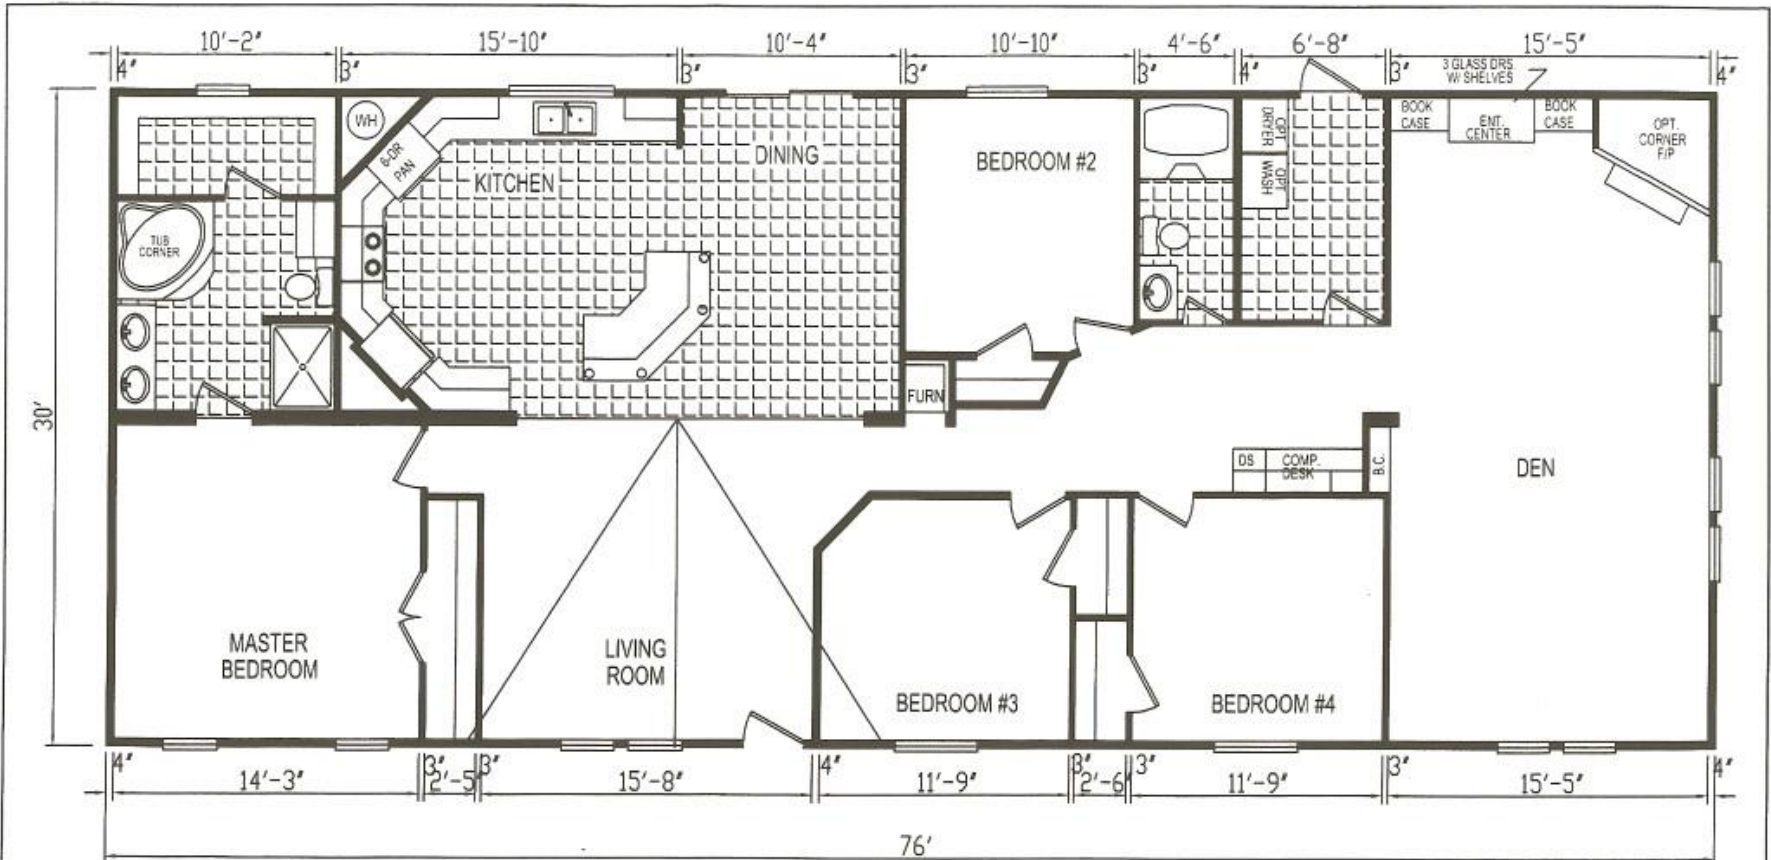 10'-2" 15'-10" 10'-4" 10'-10" 4'-6" 6'-8" 15'-5"
4" 3" 3" 3" 3" 4" 3" 4"
3 GLASS DRS.
W/ SHELVES
WH
6-DR
PAN
KITCHEN
DINING
BEDROOM #2
OPT
DRYER
OPT
WASH
BOOK
CASE
ENT.
CENTER
BOOK
CASE
OPT.
CORNER
F/P
TUB
CORNER
30'
FURN
DS
COMP.
DESK
B.C.
DEN
MASTER
BEDROOM
LIVING
ROOM
BEDROOM #3
BEDROOM #4
4" 3" 3" 4" 3" 3" 3" 4"
14'-3" 2'-5" 15'-8" 11'-9" 2'-6" 11'-9" 15'-5"
76'